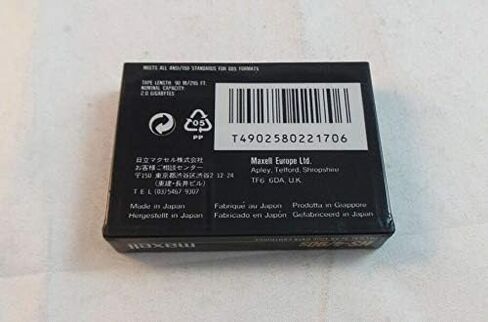 MEETS ALL ANSI/ISO STANDARDS FOR DDS FORMATS
TAPE LENGTH: 90 M/295 FT.
NOMINAL CAPACITY:
2.0 GIGABYTES
05
PP
T4902580221706
日立マクセル株式会社
お客様ご相談センター
〒150 東京都渋谷区渋谷2 12 24
(東建・長井ビル)
TEL (03)5467 9307
Maxell Europe Ltd.
Apley, Telford, Shropshire
TF6 6DA, U.K.
Made in Japan Fabriqué au Japon Prodotta in Giappone
Hergestellt in Japan Fabricado en Japón Gefabriceerd in Japan
maxell
HS-4/90s